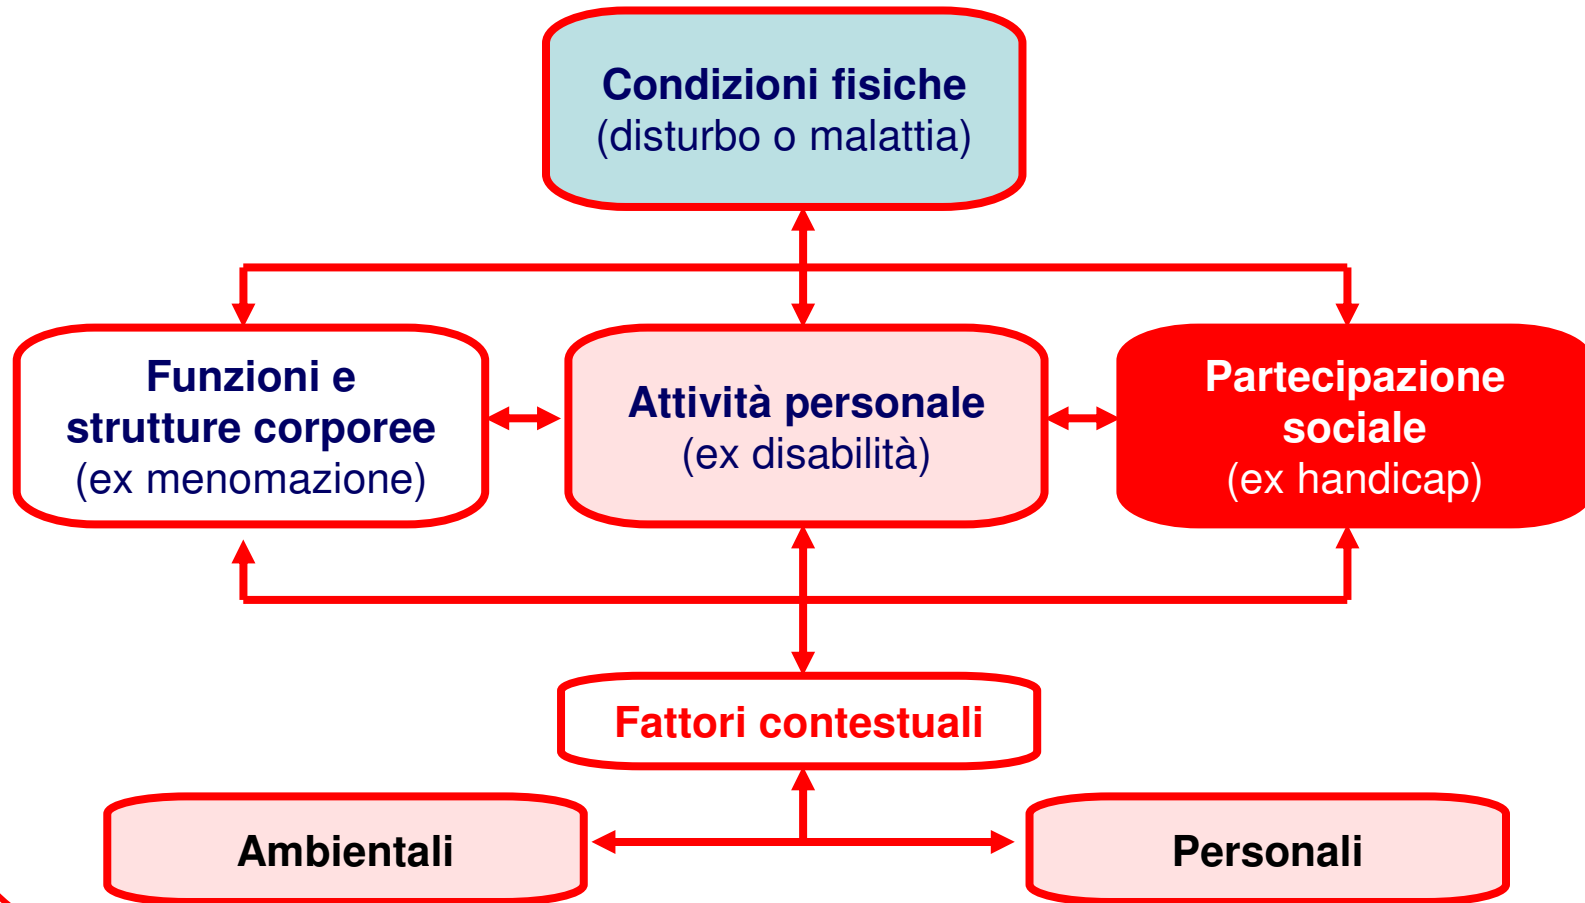 Condizioni fisiche
(disturbo o malattia)
Funzioni e
strutture corporee
(ex menomazione)
Attività personale
(ex disabilità)
Partecipazione
sociale
(ex handicap)
Fattori contestuali
Ambientali
Personali